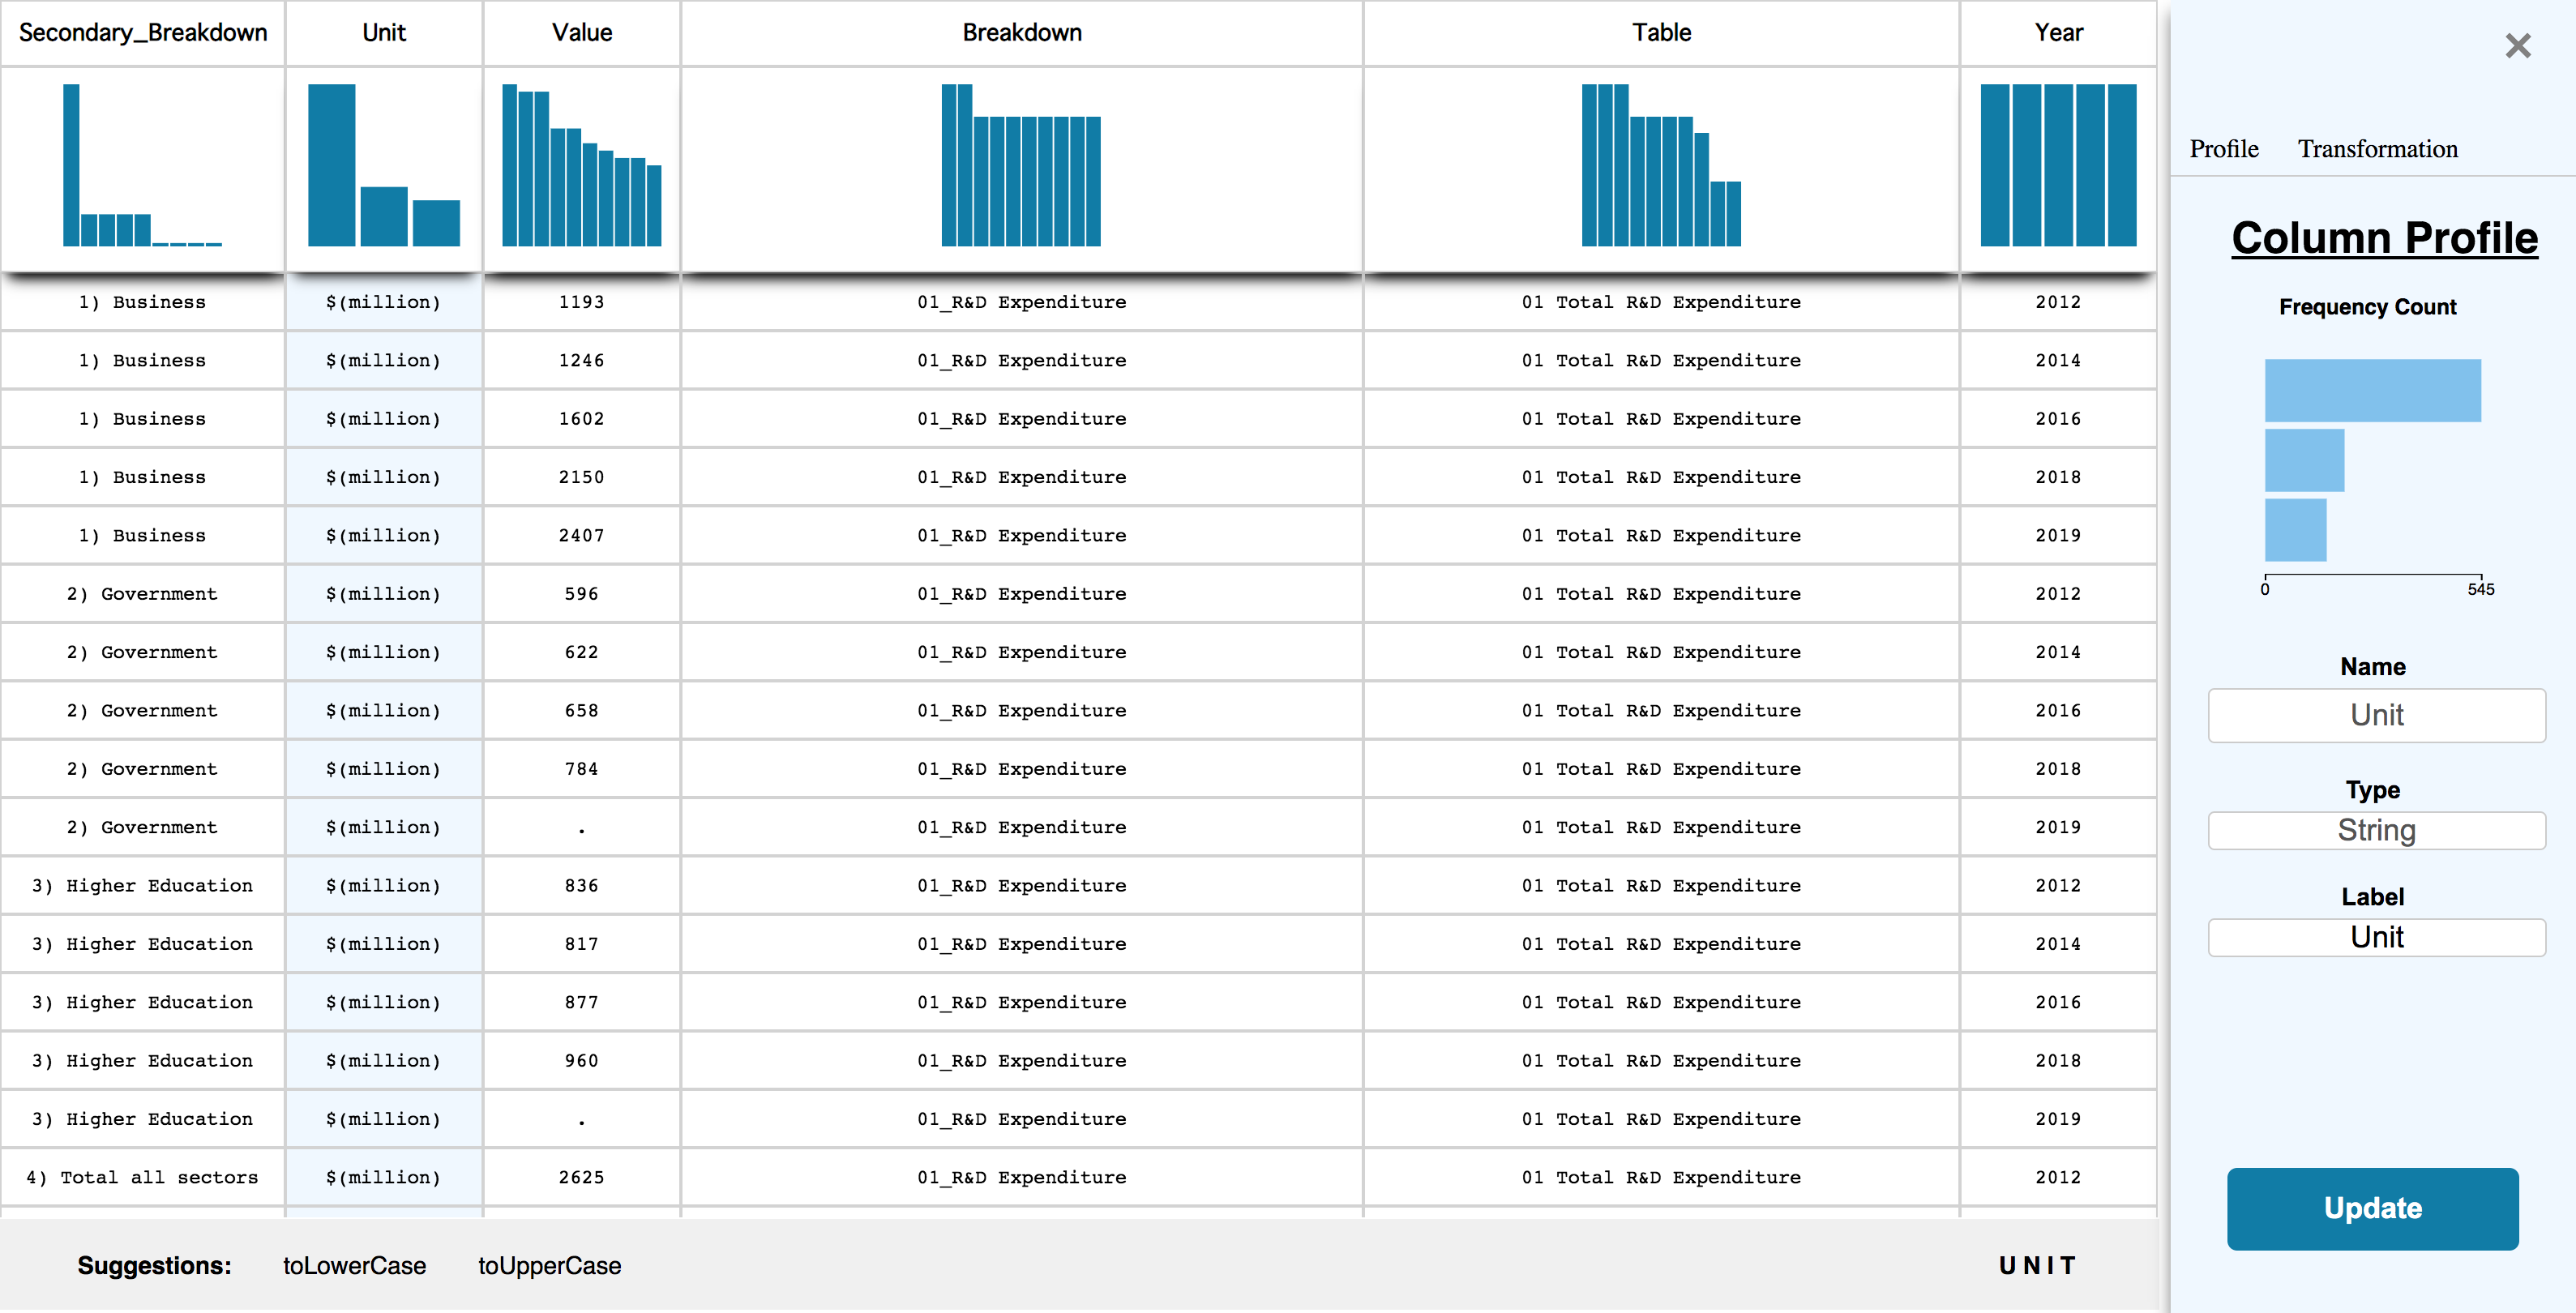 Secondary_Breakdown Unit Value Breakdown Table Year
1) Business $(million) 1193 01_R&D Expenditure 01 Total R&D Expenditure 2012
1) Business $(million) 1246 01_R&D Expenditure 01 Total R&D Expenditure 2014
1) Business $(million) 1602 01_R&D Expenditure 01 Total R&D Expenditure 2016
1) Business $(million) 2150 01_R&D Expenditure 01 Total R&D Expenditure 2018
1) Business $(million) 2407 01_R&D Expenditure 01 Total R&D Expenditure 2019
2) Government $(million) 596 01_R&D Expenditure 01 Total R&D Expenditure 2012
2) Government $(million) 622 01_R&D Expenditure 01 Total R&D Expenditure 2014
2) Government $(million) 658 01_R&D Expenditure 01 Total R&D Expenditure 2016
2) Government $(million) 784 01_R&D Expenditure 01 Total R&D Expenditure 2018
2) Government $(million) . 01_R&D Expenditure 01 Total R&D Expenditure 2019
3) Higher Education $(million) 836 01_R&D Expenditure 01 Total R&D Expenditure 2012
3) Higher Education $(million) 817 01_R&D Expenditure 01 Total R&D Expenditure 2014
3) Higher Education $(million) 877 01_R&D Expenditure 01 Total R&D Expenditure 2016
3) Higher Education $(million) 960 01_R&D Expenditure 01 Total R&D Expenditure 2018
3) Higher Education $(million) . 01_R&D Expenditure 01 Total R&D Expenditure 2019
4) Total all sectors $(million) 2625 01_R&D Expenditure 01 Total R&D Expenditure 2012
Suggestions: toLowerCase toUpperCase UNIT
×
Profile Transformation
Column Profile
Frequency Count
0 545
Name
Unit
Type
String
Label
Unit
Update